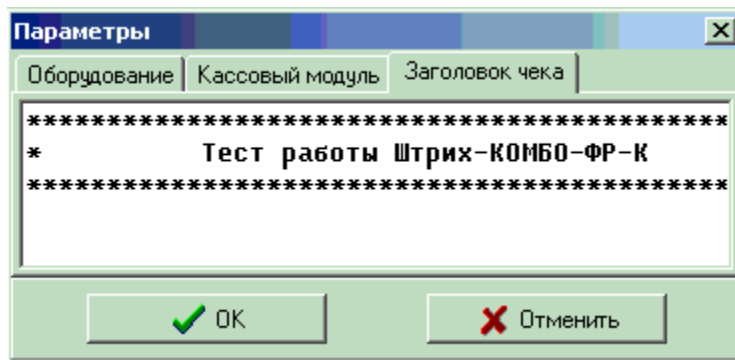 Параметры
Оборудование Кассовый модуль Заголовок чека
********************************************
*          Тест работы Штрих-КОМБО-ФР-К
********************************************
OK Отменить